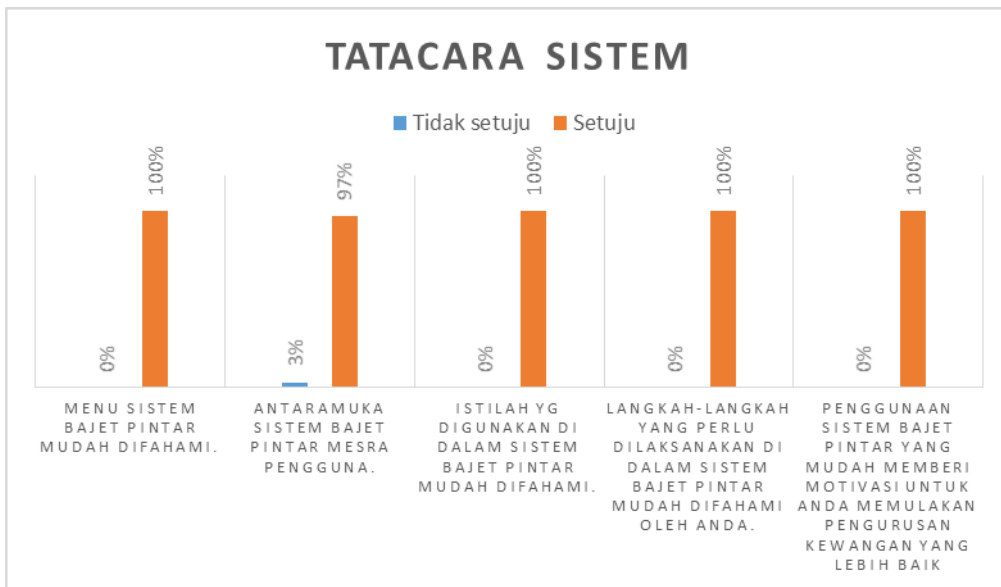 TATACARA SISTEM
Tidak setuju Setuju
0% 100% 3% 97% 0% 100% 0% 100% 0% 100%
MENU SISTEM
BAJET PINTAR
MUDAH DIFAHAMI.
ANTARAMUKA
SISTEM BAJET
PINTAR MESRA
PENGGUNA.
ISTILAH YG
DIGUNAKAN DI
DALAM SISTEM
BAJET PINTAR
MUDAH DIFAHAMI.
LANGKAH-LANGKAH
YANG PERLU
DILAKSANAKAN DI
DALAM SISTEM
BAJET PINTAR
MUDAH DIFAHAMI
OLEH ANDA.
PENGGUNAAN
SISTEM BAJET
PINTAR YANG
MUDAH MEMBERI
MOTIVASI UNTUK
ANDA MEMULAKAN
PENGURUSAN
KEWANGAN YANG
LEBIH BAIK